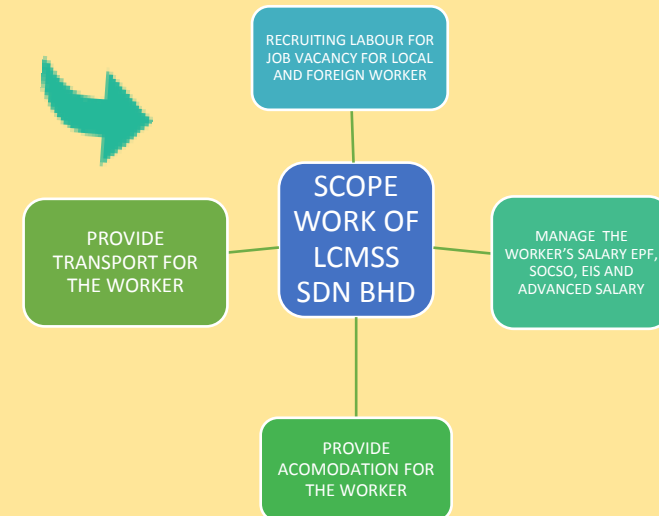 RECRUITING LABOUR FOR
JOB VACANCY FOR LOCAL
AND FOREIGN WORKER
SCOPE
WORK OF
LCMSS
SDN BHD
PROVIDE
TRANSPORT FOR
THE WORKER
MANAGE THE
WORKER'S SALARY EPF,
SOCSO, EIS AND
ADVANCED SALARY
PROVIDE
ACOMODATION FOR
THE WORKER